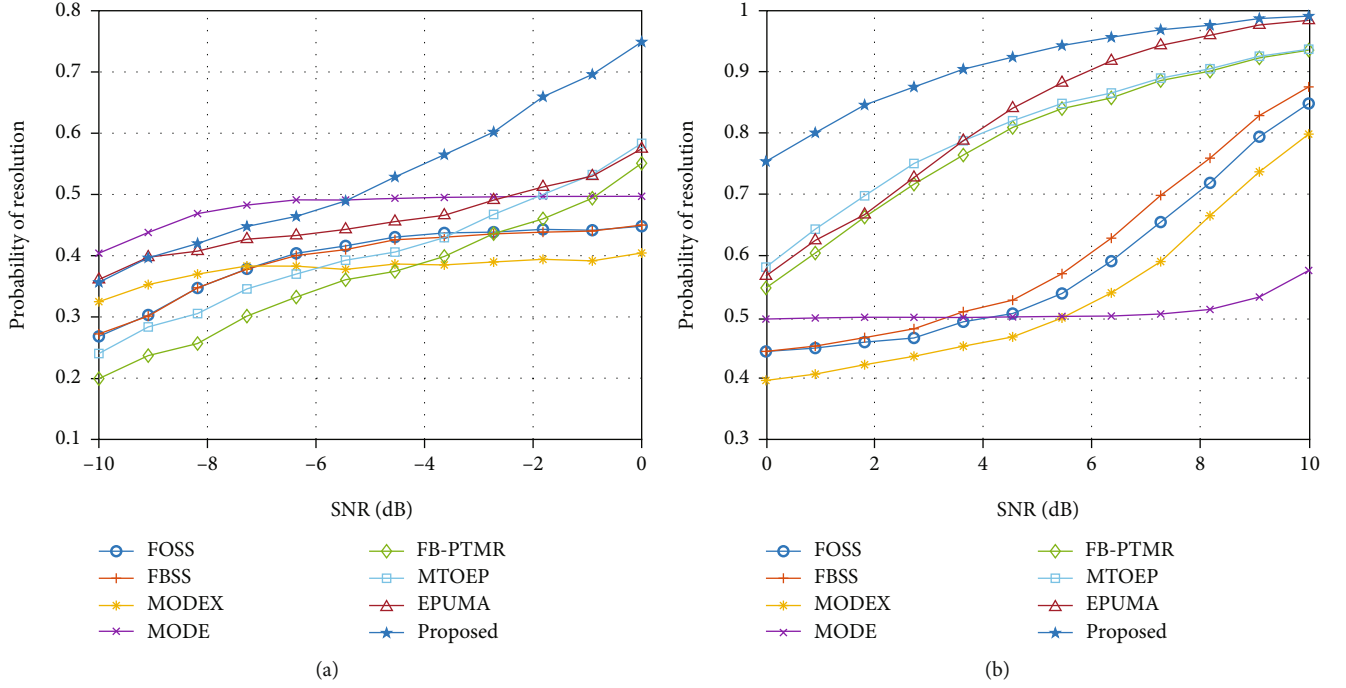 0.8
0.7
0.6
0.5
0.4
0.3
0.2
0.1
Probability of resolution
–10
–8
–6
–4
–2
0
SNR (dB)
FOSS
FBSS
MODEX
MODE
FB-PTMR
MTOEP
EPUMA
Proposed
(a)
1
0.9
0.8
0.7
0.6
0.5
0.4
0.3
Probability of resolution
0
2
4
6
8
10
SNR (dB)
FOSS
FBSS
MODEX
MODE
FB-PTMR
MTOEP
EPUMA
Proposed
(b)